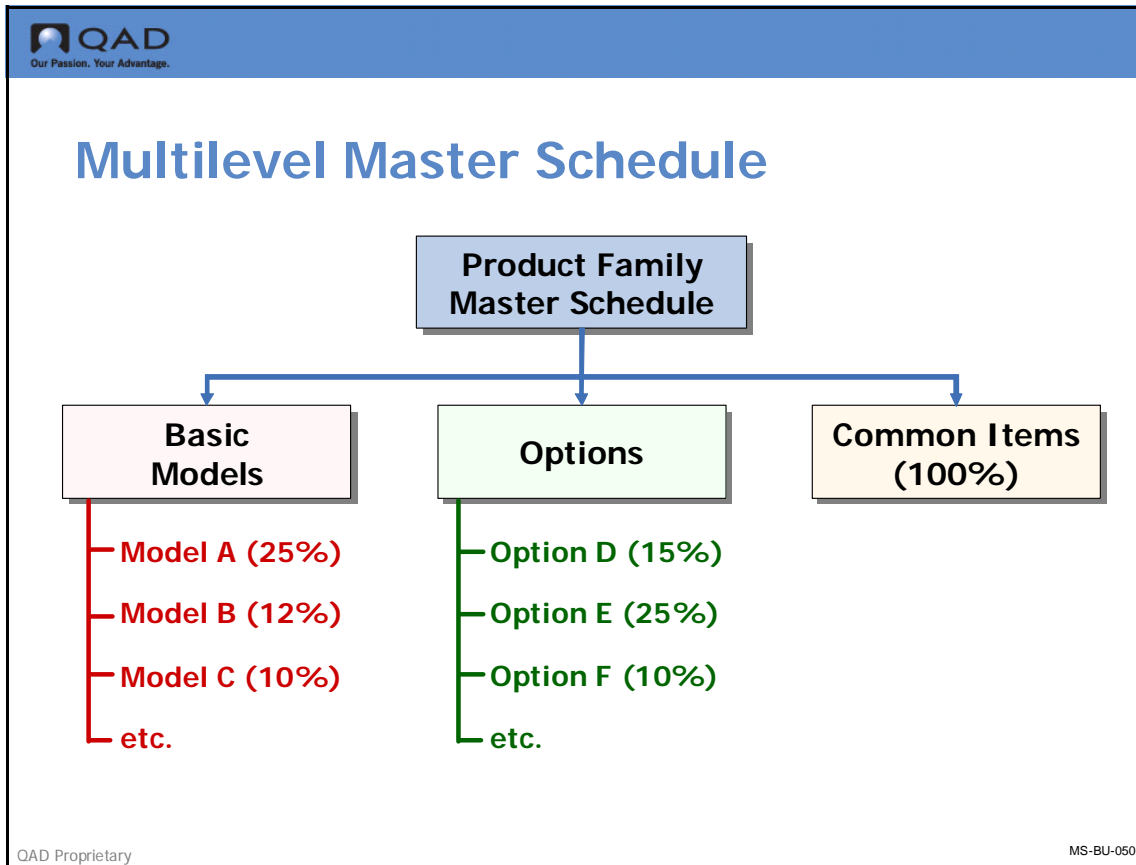 QAD
Our Passion. Your Advantage.
Multilevel Master Schedule
Product Family
Master Schedule
Basic
Models
Options
Common Items
(100%)
Model A (25%)
Option D (15%)
Model B (12%)
Option E (25%)
Model C (10%)
Option F (10%)
etc.
etc.
QAD Proprietary
MS-BU-050